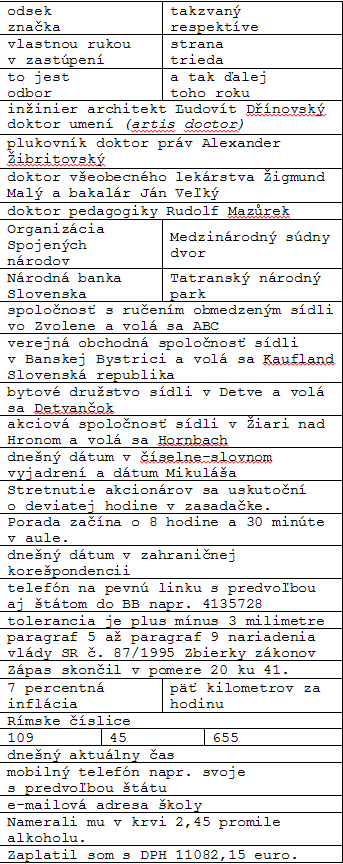 odsek takzvaný
značka respektíve
vlastnou rukou strana
v zastúpení trieda
to jest a tak ďalej
odbor toho roku
inžinier architekt Ľudovít Dřínovský
doktor umení (artis doctor)
plukovník doktor práv Alexander
Žibritovský
doktor všeobecného lekárstva Žigmund
Malý a bakalár Ján Veľký
doktor pedagogiky Rudolf Mazůrek
Organizácia
Spojených
národov
Medzinárodný súdny
dvor
Národná banka
Slovenska
Tatranský národný
park
spoločnosť s ručením obmedzeným sídli
vo Zvolene a volá sa ABC
verejná obchodná spoločnosť sídli
v Banskej Bystrici a volá sa Kaufland
Slovenská republika
bytové družstvo sídli v Detve a volá
sa Detvančok
akciová spoločnosť sídli v Žiari nad
Hronom a volá sa Hornbach
dnešný dátum v číselne-slovnom
vyjadrení a dátum Mikuláša
Stretnutie akcionárov sa uskutoční
o deviatej hodine v zasadačke.
Porada začína o 8 hodine a 30 minúte
v aule.
dnešný dátum v zahraničnej
korešpondencii
telefón na pevnú linku s predvoľbou
aj štátom do BB napr. 4135728
tolerancia je plus mínus 3 milimetre
paragraf 5 až paragraf 9 nariadenia
vlády SR č. 87/1995 Zbierky zákonov
Zápas skončil v pomere 20 ku 41.
7 percentná
inflácia
päť kilometrov za
hodinu
Rímske číslice
109 45 655
dnešný aktuálny čas
mobilný telefón napr. svoje
s predvoľbou štátu
e-mailová adresa školy
Namerali mu v krvi 2,45 promile
alkoholu.
Zaplatil som s DPH 11082,15 euro.